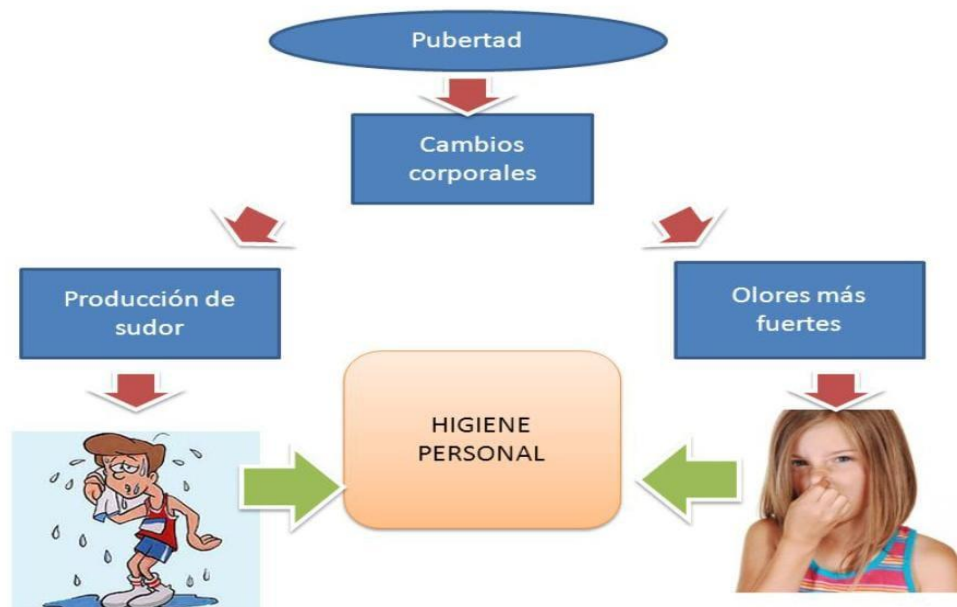 Pubertad
Cambios
corporales
Producción de
sudor
Olores más
fuertes
HIGIENE
PERSONAL